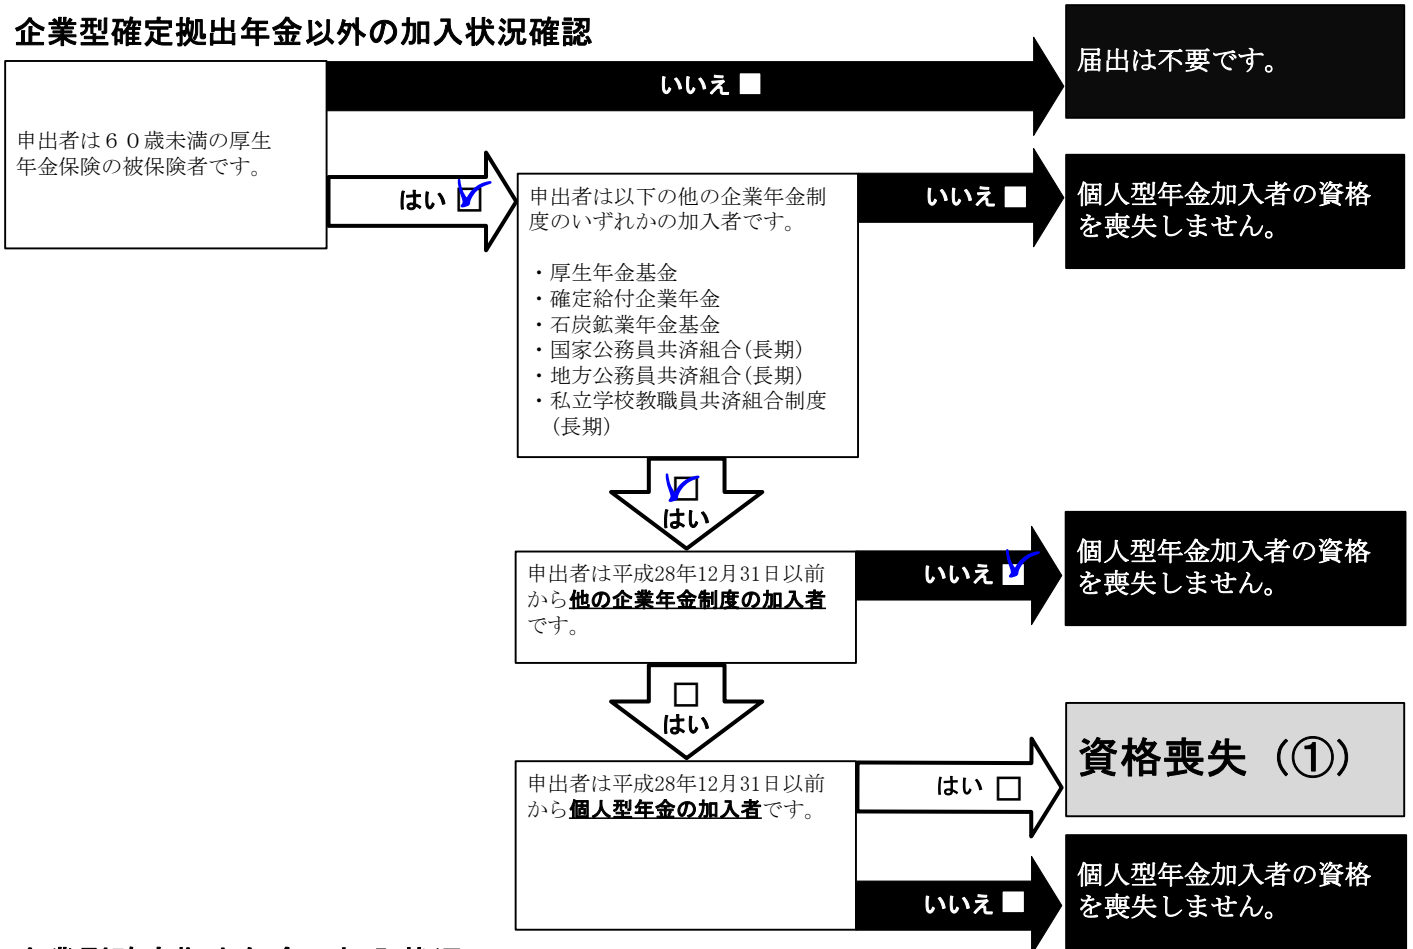 企業型確定拠出年金以外の加入状況確認
届出は不要です。
いいえ
申出者は６０歳未満の厚生
年金保険の被保険者です。
はい
申出者は以下の他の企業年金制
度のいずれかの加入者です。
・厚生年金基金
・確定給付企業年金
・石炭鉱業年金基金
・国家公務員共済組合(長期)
・地方公務員共済組合(長期)
・私立学校教職員共済組合制度
(長期)
いいえ
個人型年金加入者の資格
を喪失しません。
はい
申出者は平成28年12月31日以前
から他の企業年金制度の加入者
です。
いいえ
個人型年金加入者の資格
を喪失しません。
はい
申出者は平成28年12月31日以前
から個人型年金の加入者です。
はい
資格喪失（①）
いいえ
個人型年金加入者の資格
を喪失しません。